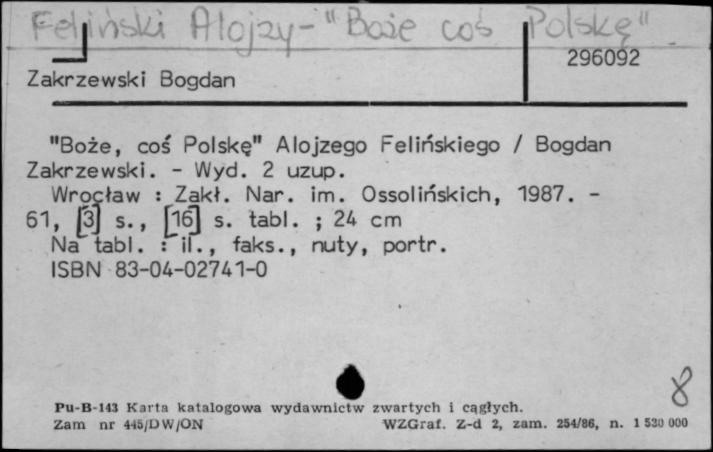 Feliński Alojzy - "Boże coś Polskę"
296092
Zakrzewski Bogdan
"Boże, coś Polskę" Alojzego Felińskiego / Bogdan
Zakrzewski. - Wyd. 2 uzup.
Wrocław : Zakł. Nar. im. Ossolińskich, 1987. -
61, [3] s., [16] s. tabl. ; 24 cm
Na tabl. : il., faks., nuty, portr.
ISBN 83-04-02741-0
8
Pu-B-143 Karta katalogowa wydawnictw zwartych i ciągłych.
Zam nr 445/DW/ON WZGraf. Z-d 2, zam. 254/86, n. 1 530 000